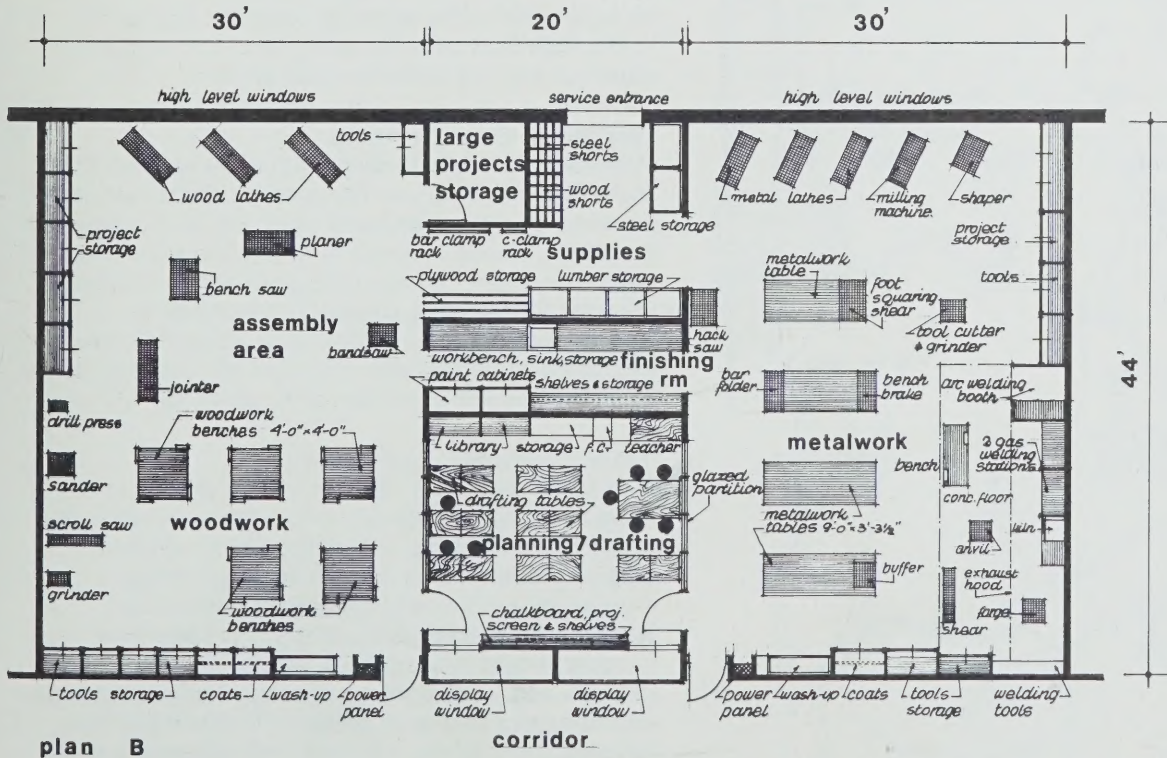 30' 20' 30'
high level windows
service entrance
high level windows
tools
large
projects
storage
steel
shorts
wood
shorts
wood lathes
metal lathes
milling
machine.
shaper
project
storage
steel storage
bar clamp
rack
c-clamp
rack
supplies
project
storage
planer
plywood storage
lumber storage
metalwork
table
foot
squaring
shear
tools
bench saw
assembly
area
bandsaw
hack
saw
tool cutter
& grinder
44'
workbench, sink, storage
finishing
rm
paint cabinets
shelves & storage
bar
folder
bench
brake
arc welding
booth
jointer
drill press
woodwork
benches 4'-0" x 4'-0"
library
storage
f.c.
teacher
metalwork
bench
2 gas
welding
stations
sander
drafting tables
glazed
partition
conc. floor
woodwork
scroll saw
metalwork
tables 9'-0" x 3'-3½"
kiln
planning / drafting
anvil
grinder
buffer
exhaust
hood
woodwork
benches
chalkboard, proj.
screen & shelves
forge
shear
tools storage
coats
wash-up
power
panel
display
window
display
window
power
panel
wash-up
coats
tools
storage
welding
tools
plan B
corridor